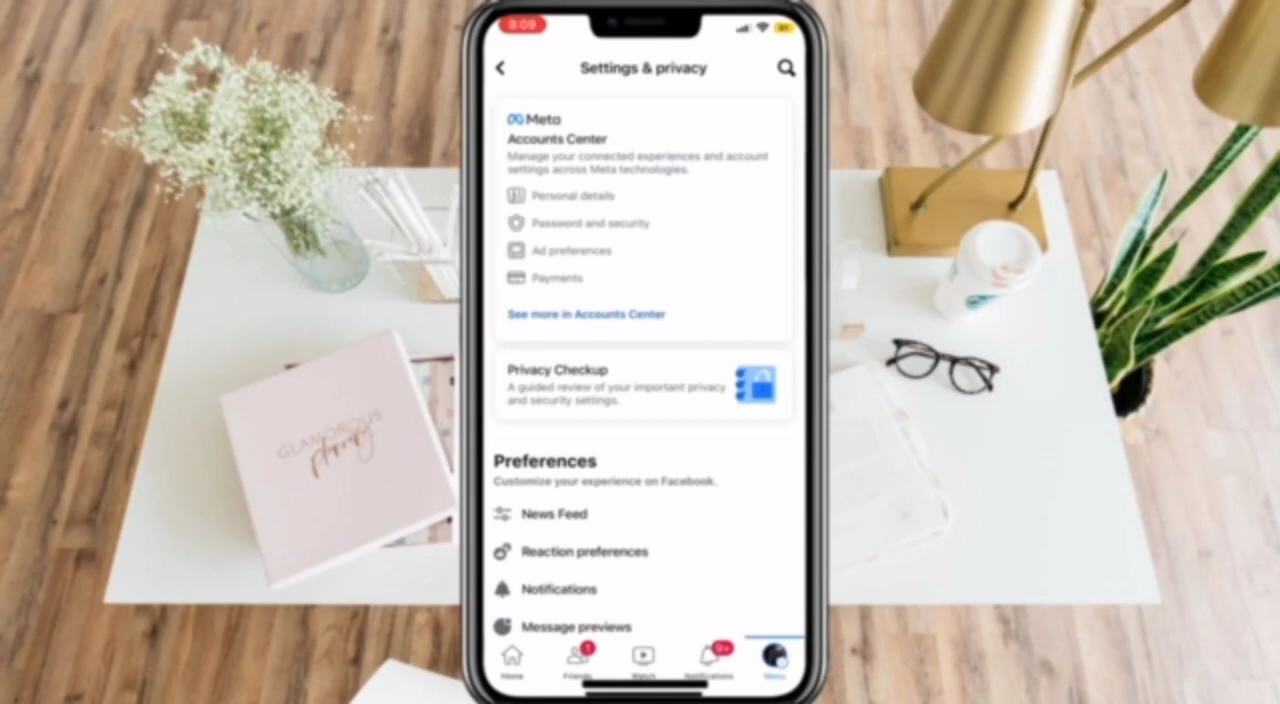 8:09
Settings & privacy
Meta
Accounts Center
Manage your connected experiences and account
settings across Meta technologies.
Personal details
Password and security
Ad preferences
Payments
See more in Accounts Center
Privacy Checkup
A guided review of your important privacy
and security settings.
Preferences
Customize your experience on Facebook.
News Feed
Reaction preferences
Notifications
Message previews
1
9+
Home
Friends
Watch
Notifications
Menu
GLAMOROUS
planning